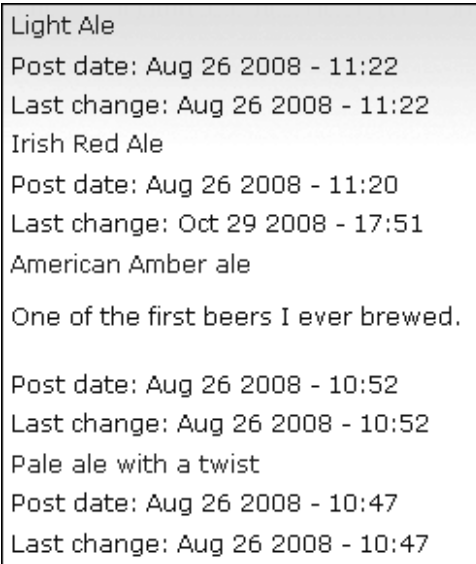 Light Ale
Post date: Aug 26 2008 - 11:22
Last change: Aug 26 2008 - 11:22
Irish Red Ale
Post date: Aug 26 2008 - 11:20
Last change: Oct 29 2008 - 17:51
American Amber ale
One of the first beers I ever brewed.
Post date: Aug 26 2008 - 10:52
Last change: Aug 26 2008 - 10:52
Pale ale with a twist
Post date: Aug 26 2008 - 10:47
Last change: Aug 26 2008 - 10:47